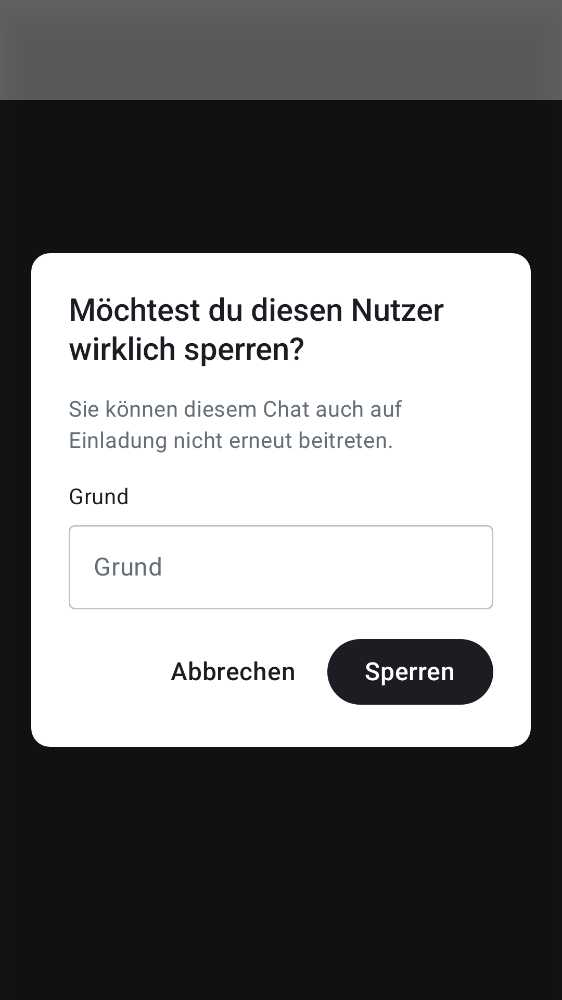 Möchtest du diesen Nutzer
wirklich sperren?
Sie können diesem Chat auch auf
Einladung nicht erneut beitreten.
Grund
Grund
Abbrechen
Sperren